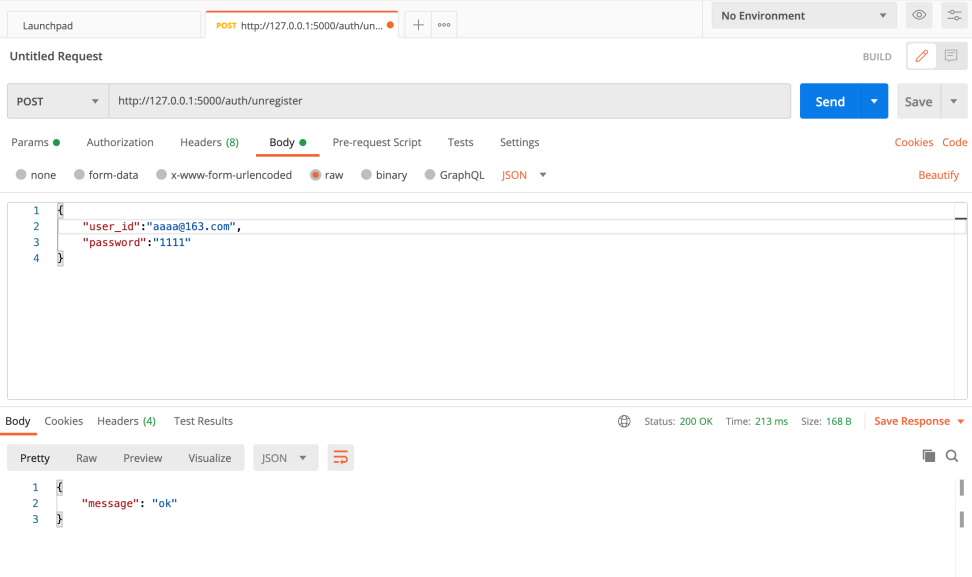 Launchpad
POST http://127.0.0.1:5000/auth/un...
No Environment
Untitled Request
BUILD
POST
http://127.0.0.1:5000/auth/unregister
Send
Save
Params
Authorization
Headers (8)
Body
Pre-request Script
Tests
Settings
Cookies
Code
none
form-data
x-www-form-urlencoded
raw
binary
GraphQL
JSON
Beautify
1 {
2 "user_id":"aaaa@163.com",
3 "password":"1111"
4 }
Body
Cookies
Headers (4)
Test Results
Status: 200 OK
Time: 213 ms
Size: 168 B
Save Response
Pretty
Raw
Preview
Visualize
JSON
1 {
2 "message": "ok"
3 }